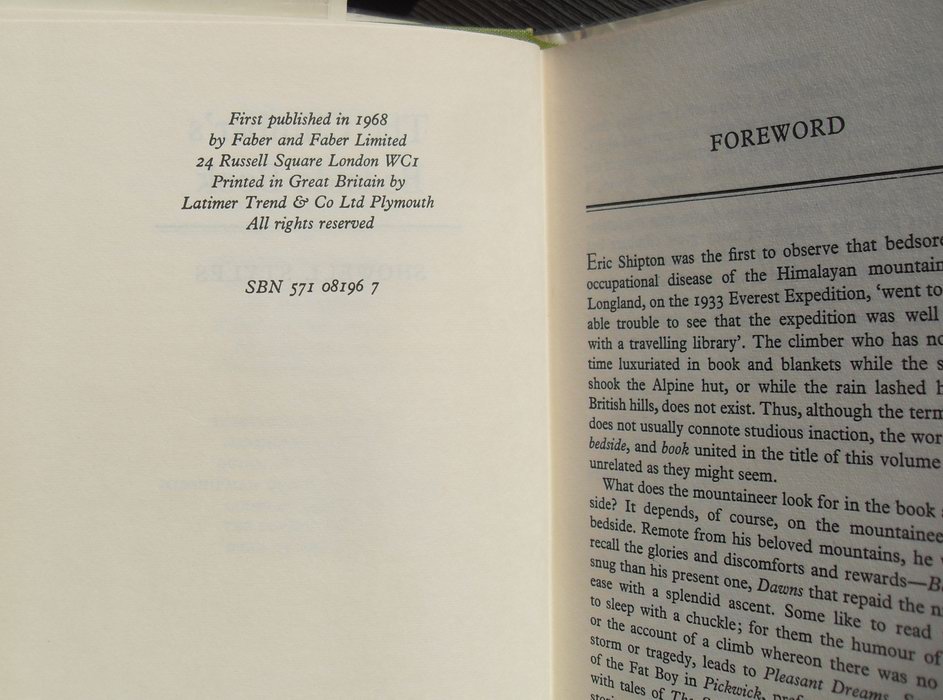 First published in 1968
by Faber and Faber Limited
24 Russell Square London WC1
Printed in Great Britain by
Latimer Trend & Co Ltd Plymouth
All rights reserved
SBN 571 08196 7
FOREWORD
Eric Shipton was the first to observe that bedsore
occupational disease of the Himalayan mountain
Longland, on the 1933 Everest Expedition, ‘went to
able trouble to see that the expedition was well
with a travelling library’. The climber who has no
time luxuriated in book and blankets while the s
shook the Alpine hut, or while the rain lashed h
British hills, does not exist. Thus, although the term
does not usually connote studious inaction, the wor
bedside, and book united in the title of this volume
unrelated as they might seem.
What does the mountaineer look for in the book
side? It depends, of course, on the mountainee
bedside. Remote from his beloved mountains, he
recall the glories and discomforts and rewards—B
snug than his present one, Dawns that repaid the n
ease with a splendid ascent. Some like to read
to sleep with a chuckle; for them the humour of
or the account of a climb whereon there was no
storm or tragedy, leads to Pleasant Dreams
of the Fat Boy in Pickwick,
with tales of The